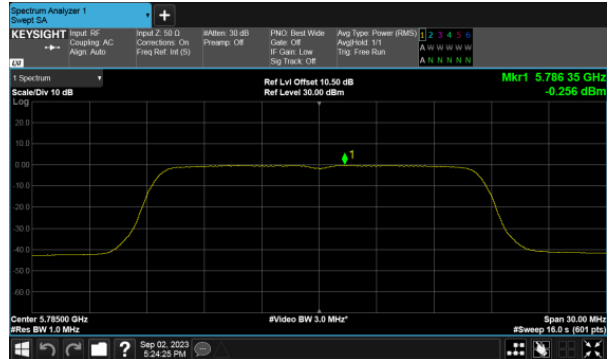 Spectrum Analyzer 1
Swept SA
+
KEYSIGHT
LXI
Input: RF
Coupling: AC
Align: Auto
Input Z: 50 Ω
Corrections: On
Freq Ref: Int (S)
#Atten: 30 dB
Preamp: Off
PNO: Best Wide
Gate: Off
IF Gain: Low
Sig Track: Off
Avg Type: Power (RMS)
Avg|Hold: 1/1
Trig: Free Run
1 2 3 4 5 6
A W W W W W
A N N N N N
1 Spectrum
Scale/Div 10 dB
Ref Lvl Offset 10.50 dB
Ref Level 30.00 dBm
Mkr1 5.786 35 GHz
-0.256 dBm
Log
20.0
10.0
0.00
-10.0
-20.0
-30.0
-40.0
-50.0
-60.0
1
Center 5.78500 GHz
#Res BW 1.0 MHz
#Video BW 3.0 MHz*
Span 30.00 MHz
#Sweep 16.0 s (601 pts)
?
Sep 02, 2023
5:24:25 PM